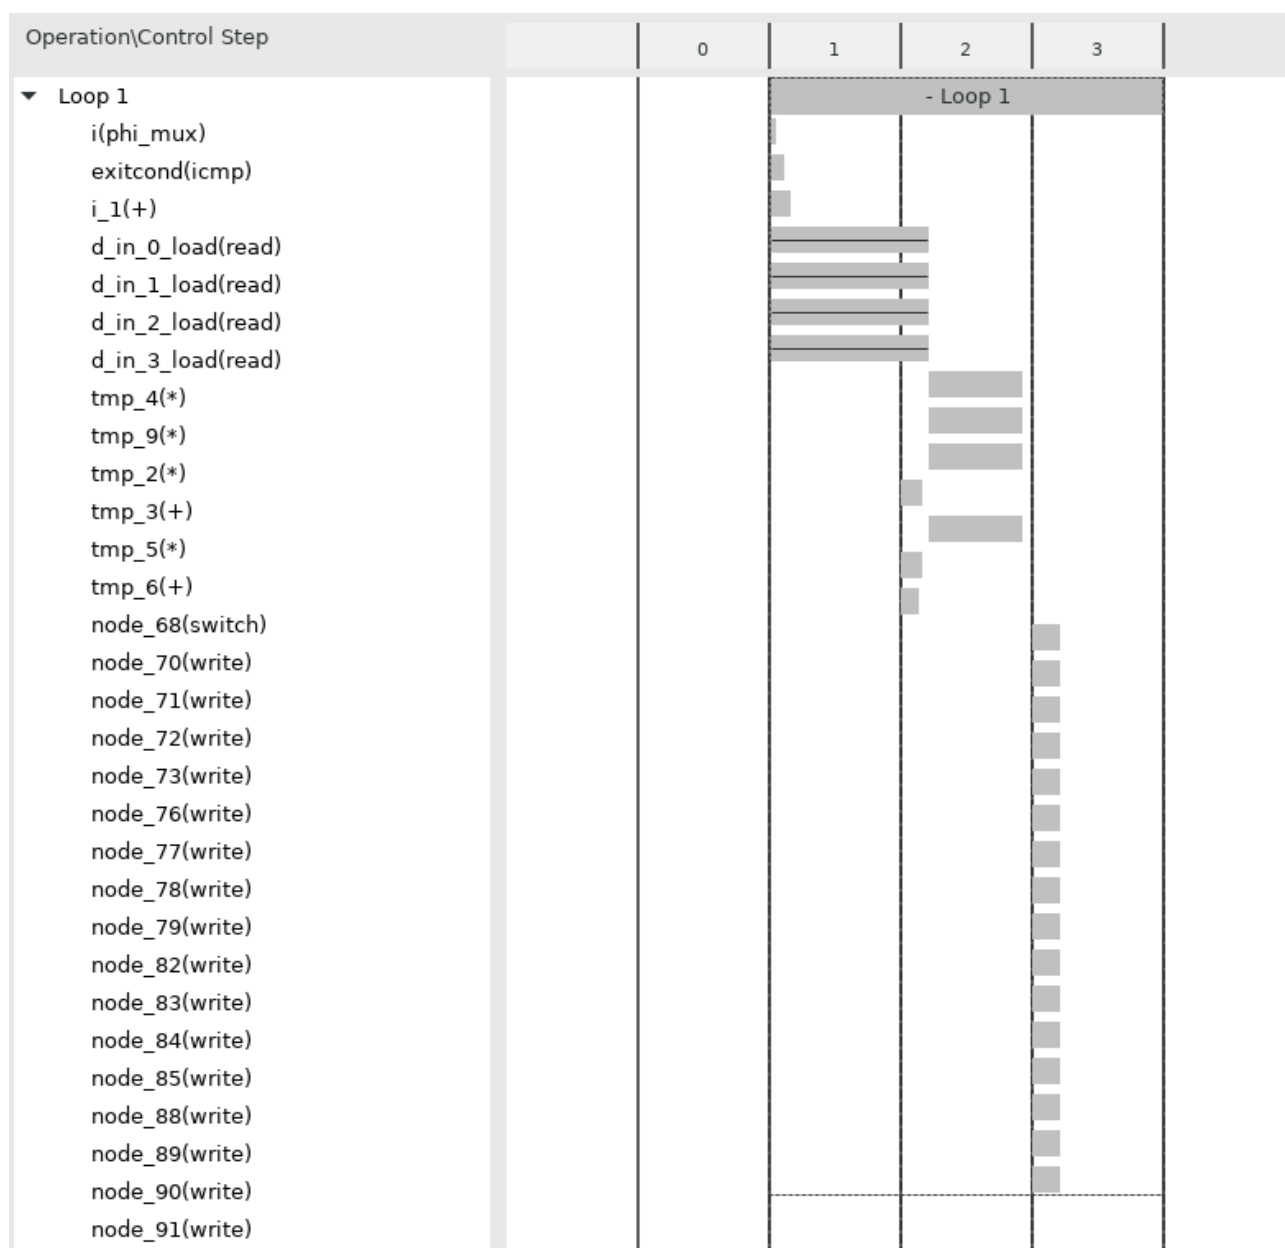 Operation\Control Step 0 1 2 3
Loop 1 - Loop 1
i(phi_mux)
exitcond(icmp)
i_1(+)
d_in_0_load(read)
d_in_1_load(read)
d_in_2_load(read)
d_in_3_load(read)
tmp_4(*)
tmp_9(*)
tmp_2(*)
tmp_3(+)
tmp_5(*)
tmp_6(+)
node_68(switch)
node_70(write)
node_71(write)
node_72(write)
node_73(write)
node_76(write)
node_77(write)
node_78(write)
node_79(write)
node_82(write)
node_83(write)
node_84(write)
node_85(write)
node_88(write)
node_89(write)
node_90(write)
node_91(write)